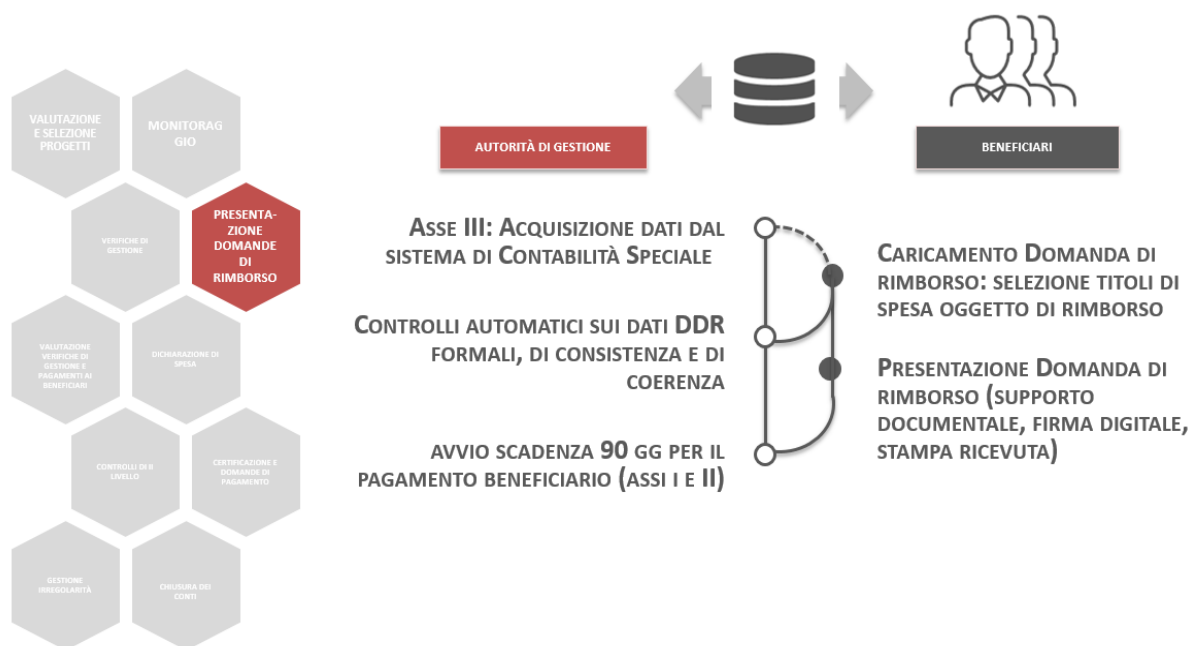 VALUTAZIONE
E SELEZIONE
PROGETTI
MONITORAG
GIO
VERIFICHE DI
GESTIONE
PRESENTA-
ZIONE
DOMANDE
DI
RIMBORSO
VALUTAZIONE
VERIFICHE DI
GESTIONE E
PAGAMENTI AI
BENEFICIARI
DICHIARAZIONE DI
SPESA
CONTROLLI DI II
LIVELLO
CERTIFICAZIONE E
DOMANDE DI
PAGAMENTO
GESTIONE
IRREGOLARITÀ
CHIUSURA DEI
CONTI
AUTORITÀ DI GESTIONE
BENEFICIARI
ASSE III: ACQUISIZIONE DATI DAL
SISTEMA DI CONTABILITÀ SPECIALE
CONTROLLI AUTOMATICI SUI DATI DDR
FORMALI, DI CONSISTENZA E DI
COERENZA
AVVIO SCADENZA 90 GG PER IL
PAGAMENTO BENEFICIARIO (ASSI I E II)
CARICAMENTO DOMANDA DI
RIMBORSO: SELEZIONE TITOLI DI
SPESA OGGETTO DI RIMBORSO
PRESENTAZIONE DOMANDA DI
RIMBORSO (SUPPORTO
DOCUMENTALE, FIRMA DIGITALE,
STAMPA RICEVUTA)